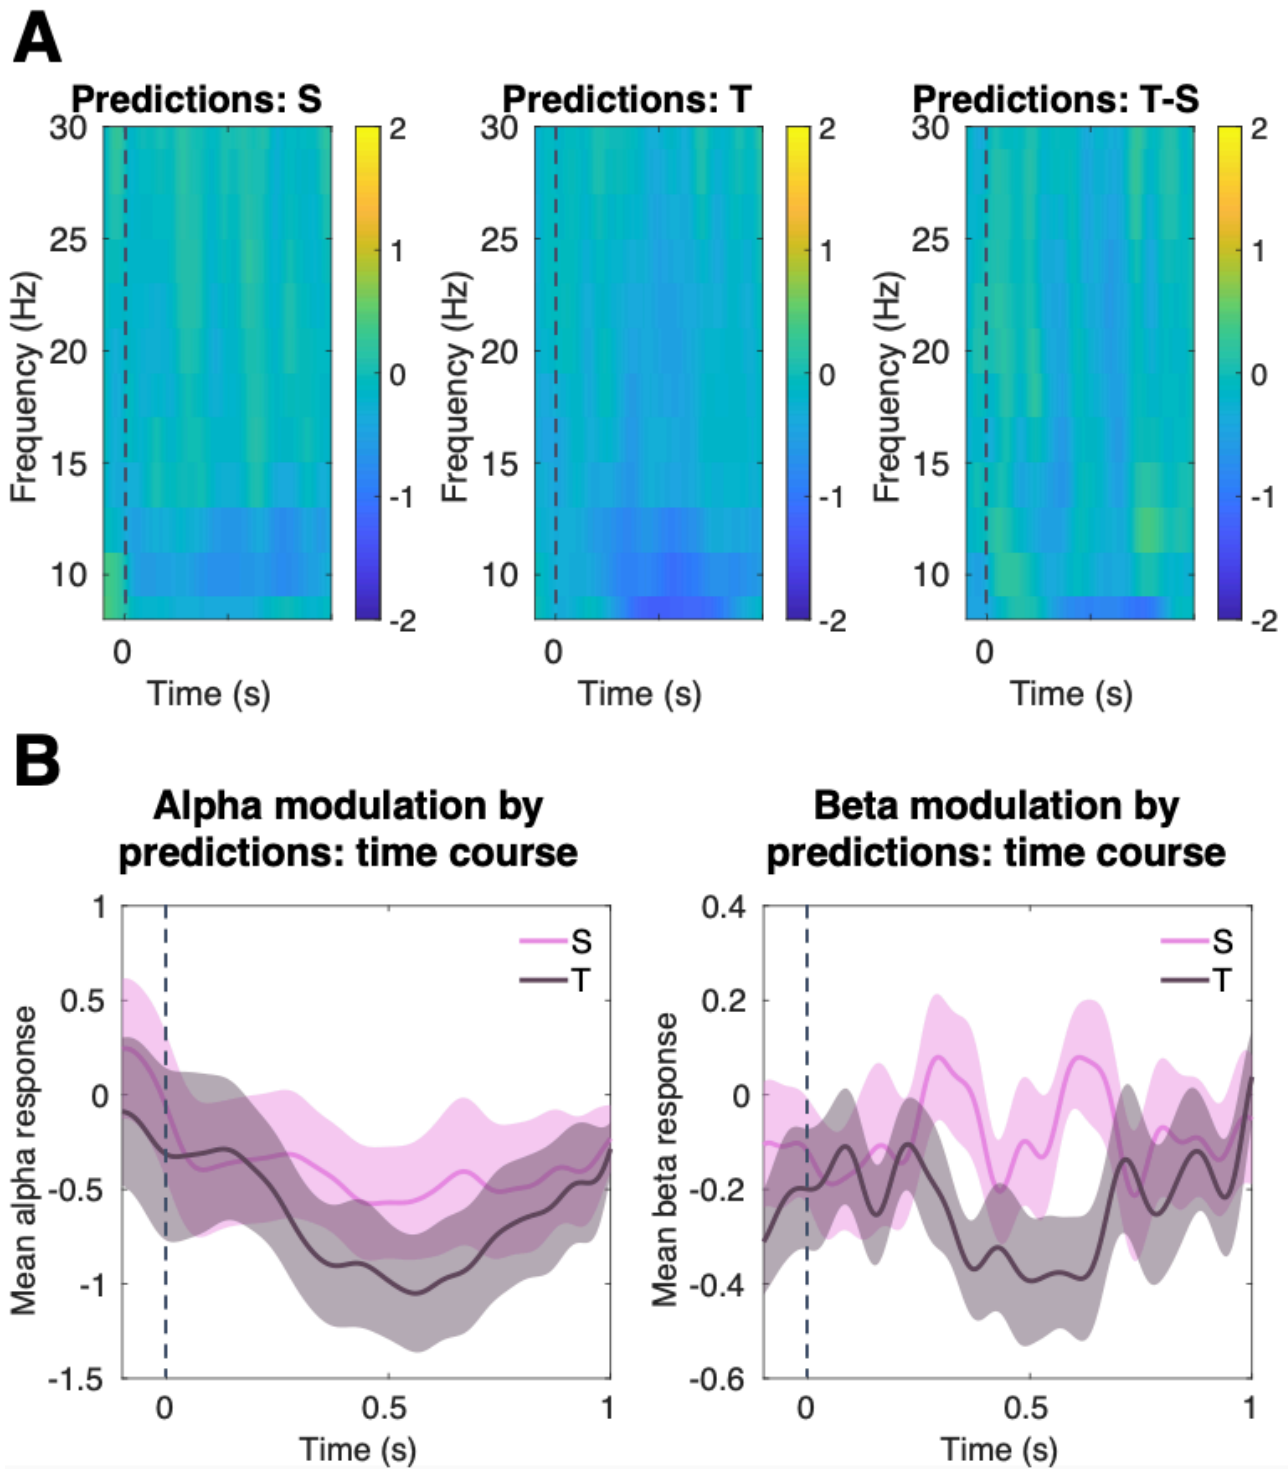 A
Predictions: S
Predictions: T
Predictions: T-S
30
25
20
15
10
Frequency (Hz)
0
Time (s)
2
1
0
-1
-2
30
25
20
15
10
Frequency (Hz)
0
Time (s)
2
1
0
-1
-2
30
25
20
15
10
Frequency (Hz)
0
Time (s)
2
1
0
-1
-2
B
Alpha modulation by
predictions: time course
1
0.5
0
-0.5
-1
-1.5
Mean alpha response
S
T
0
0.5
1
Time (s)
Beta modulation by
predictions: time course
0.4
0.2
0
-0.2
-0.4
-0.6
Mean beta response
S
T
0
0.5
1
Time (s)